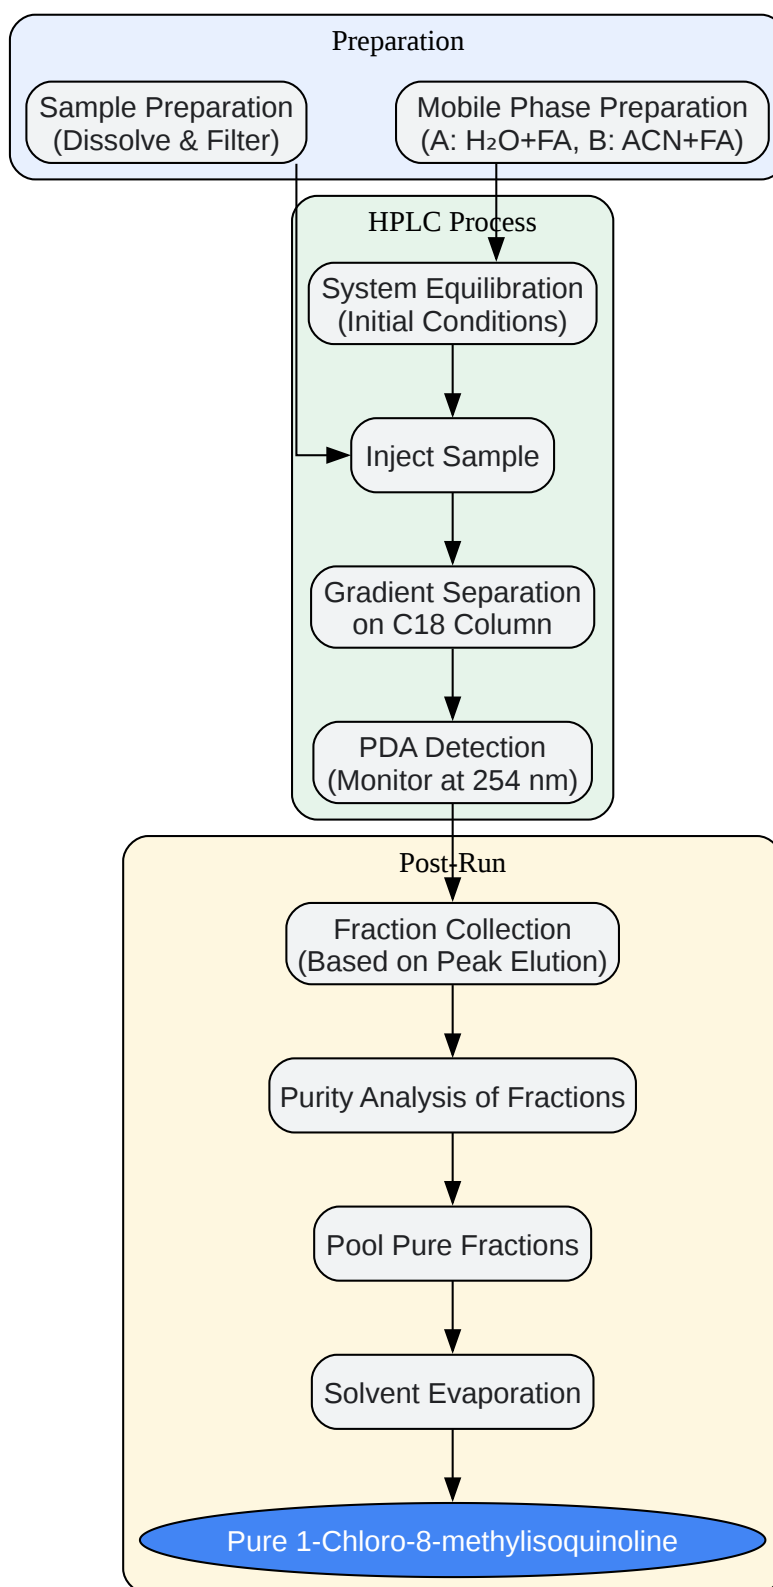 Preparation
Sample Preparation
(Dissolve & Filter)
Mobile Phase Preparation
(A: H₂O+FA, B: ACN+FA)
HPLC Process
System Equilibration
(Initial Conditions)
Inject Sample
Gradient Separation
on C18 Column
PDA Detection
(Monitor at 254 nm)
Post-Run
Fraction Collection
(Based on Peak Elution)
Purity Analysis of Fractions
Pool Pure Fractions
Solvent Evaporation
Pure 1-Chloro-8-methylisoquinoline